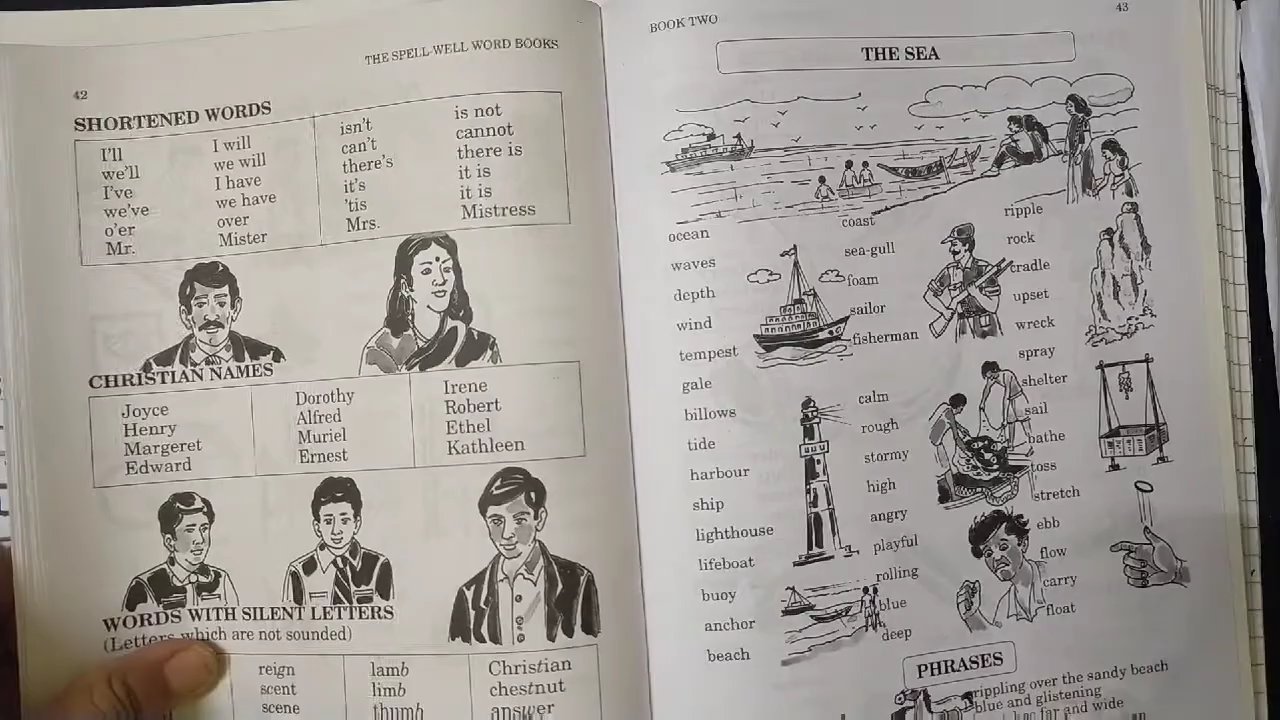 42
THE SPELL-WELL WORD BOOKS
SHORTENED WORDS
I'll I will isn't is not
we'll we will can't cannot
I've I have there's there is
we've we have it's it is
o'er over 'tis it is
Mr. Mister Mrs. Mistress
CHRISTIAN NAMES
Joyce Dorothy Irene
Henry Alfred Robert
Margaret Muriel Ethel
Edward Ernest Kathleen
WORDS WITH SILENT LETTERS
(Letters which are not sounded)
reign lamb Christian
scent limb chestnut
scene thumb answer
BOOK TWO
43
THE SEA
ocean
waves
depth
wind
tempest
gale
billows
tide
harbour
ship
lighthouse
lifeboat
buoy
anchor
beach
coast
sea-gull
foam
sailor
fisherman
calm
rough
stormy
high
angry
playful
rolling
blue
deep
ripple
rock
cradle
upset
wreck
spray
shelter
sail
bathe
toss
stretch
ebb
flow
carry
float
PHRASES
rippling over the sandy beach
blue and glistening
far and wide